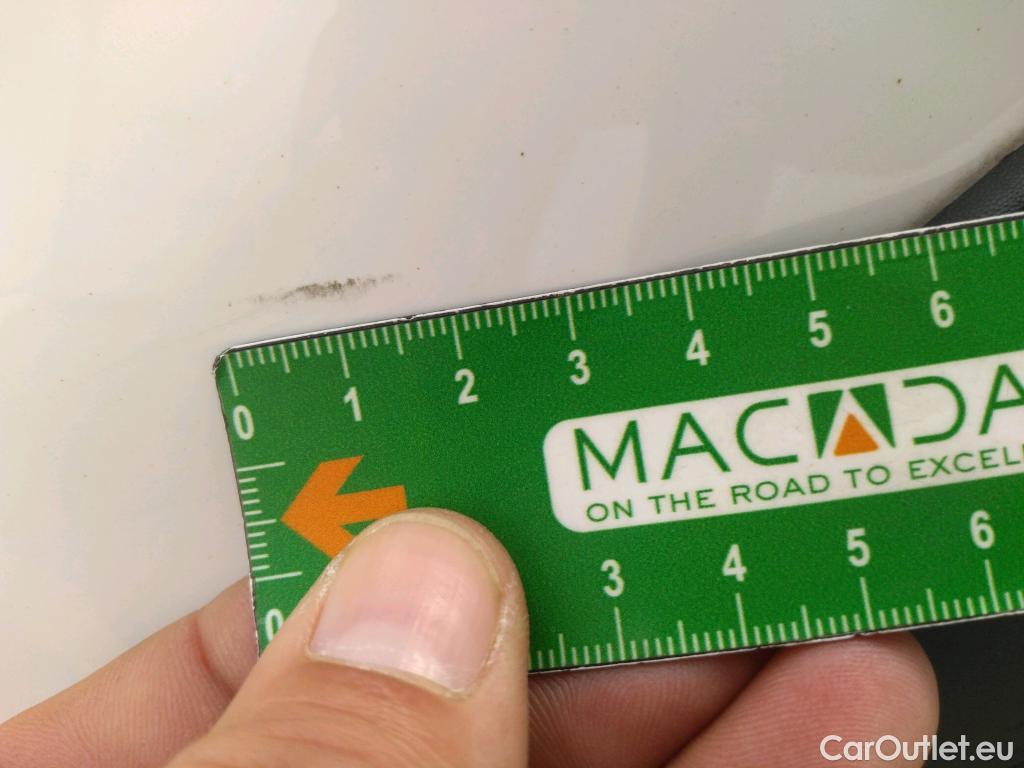 0 1 2 3 4 5 6
MACADA
ON THE ROAD TO EXCELL
0 3 4 5 6
CarOutlet.eu